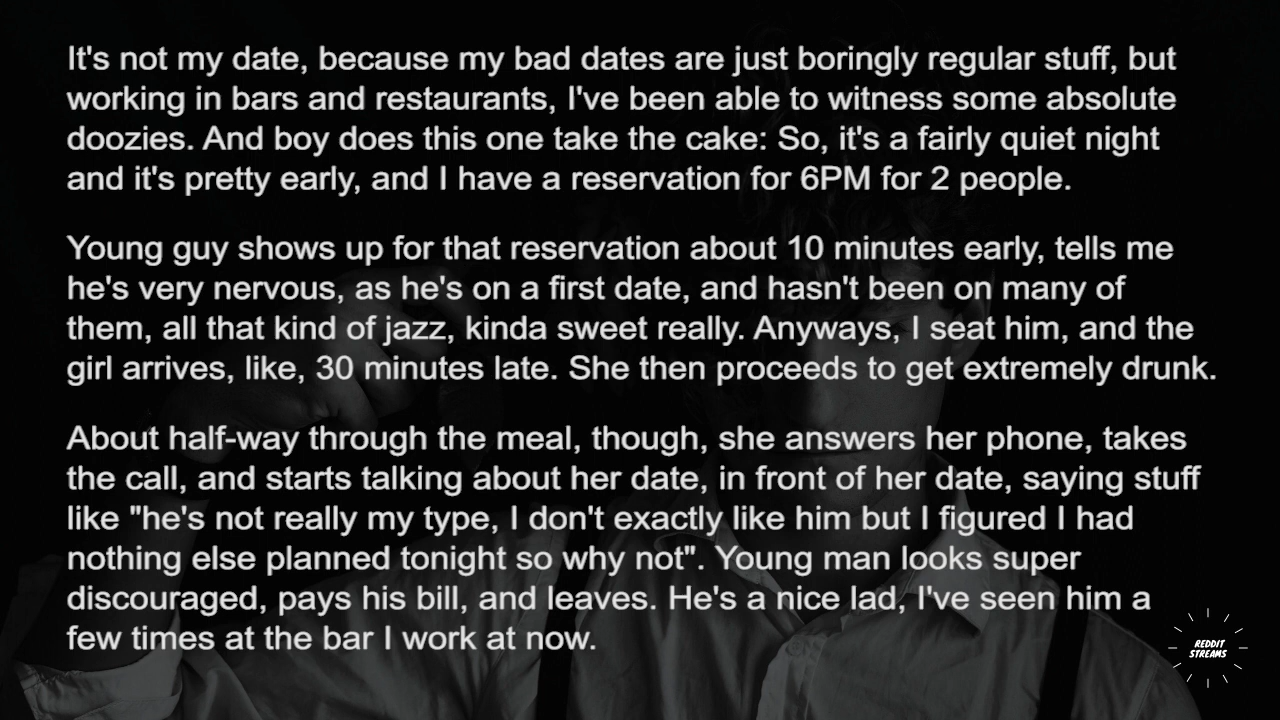 It's not my date, because my bad dates are just boringly regular stuff, but
working in bars and restaurants, I've been able to witness some absolute
doozies. And boy does this one take the cake: So, it's a fairly quiet night
and it's pretty early, and I have a reservation for 6PM for 2 people.
Young guy shows up for that reservation about 10 minutes early, tells me
he's very nervous, as he's on a first date, and hasn't been on many of
them, all that kind of jazz, kinda sweet really. Anyways, I seat him, and the
girl arrives, like, 30 minutes late. She then proceeds to get extremely drunk.
About half-way through the meal, though, she answers her phone, takes
the call, and starts talking about her date, in front of her date, saying stuff
like "he's not really my type, I don't exactly like him but I figured I had
nothing else planned tonight so why not". Young man looks super
discouraged, pays his bill, and leaves. He's a nice lad, I've seen him a
few times at the bar I work at now.
REDDIT
STREAMS